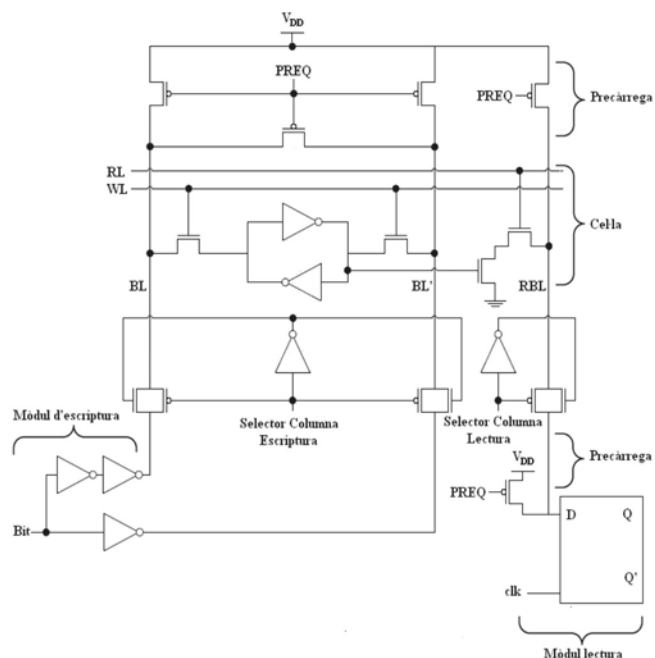 VDD
PREQ
PREQ
Precàrrega
RL
WL
Cel·la
BL
BL'
RBL
Mòdul d'escriptura
Selector Columna
Escriptura
Selector Columna
Lectura
VDD
Precàrrega
PREQ
Bit
D
Q
Q'
clk
Mòdul lectura